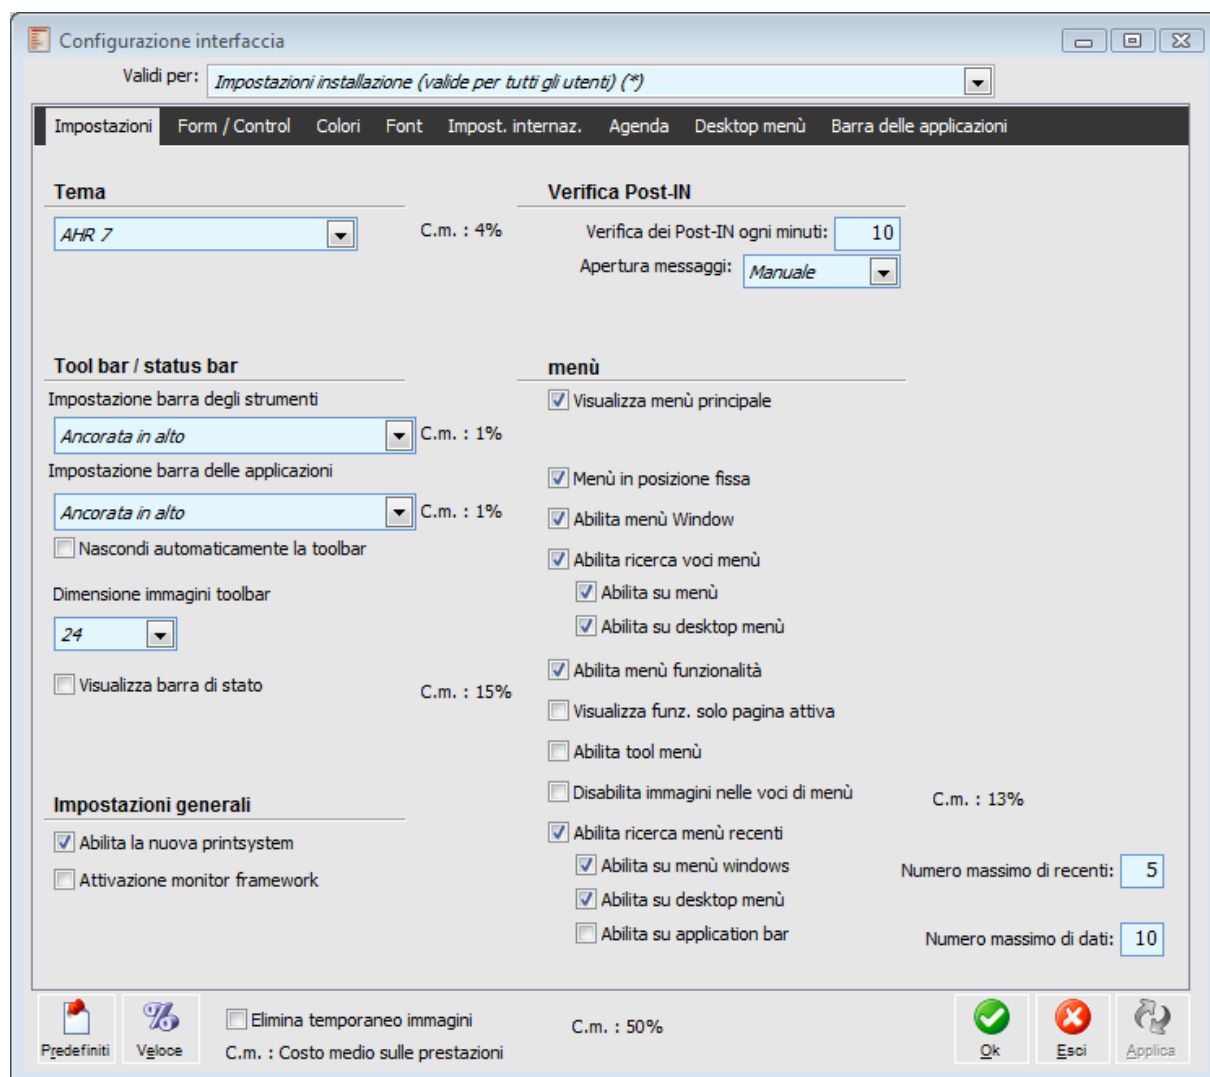 Configurazione interfaccia
Validi per: Impostazioni installazione (valide per tutti gli utenti) (*)
Impostazioni Form / Control Colori Font Impost. internaz. Agenda Desktop menù Barra delle applicazioni
Tema
AHR 7
C.m. : 4%
Verifica Post-IN
Verifica dei Post-IN ogni minuti: 10
Apertura messaggi: Manuale
Tool bar / status bar
Impostazione barra degli strumenti
Ancorata in alto
C.m. : 1%
Impostazione barra delle applicazioni
Ancorata in alto
C.m. : 1%
Nascondi automaticamente la toolbar
Dimensione immagini toolbar
24
Visualizza barra di stato
C.m. : 15%
Impostazioni generali
Abilita la nuova printsystem
Attivazione monitor framework
menù
Visualizza menù principale
Menù in posizione fissa
Abilita menù Window
Abilita ricerca voci menù
Abilita su menù
Abilita su desktop menù
Abilita menù funzionalità
Visualizza funz. solo pagina attiva
Abilita tool menù
Disabilita immagini nelle voci di menù
C.m. : 13%
Abilita ricerca menù recenti
Abilita su menù windows
Numero massimo di recenti: 5
Abilita su desktop menù
Abilita su application bar
Numero massimo di dati: 10
Predefiniti
Veloce
Elimina temporaneo immagini
C.m. : 50%
C.m. : Costo medio sulle prestazioni
Ok
Esci
Applica